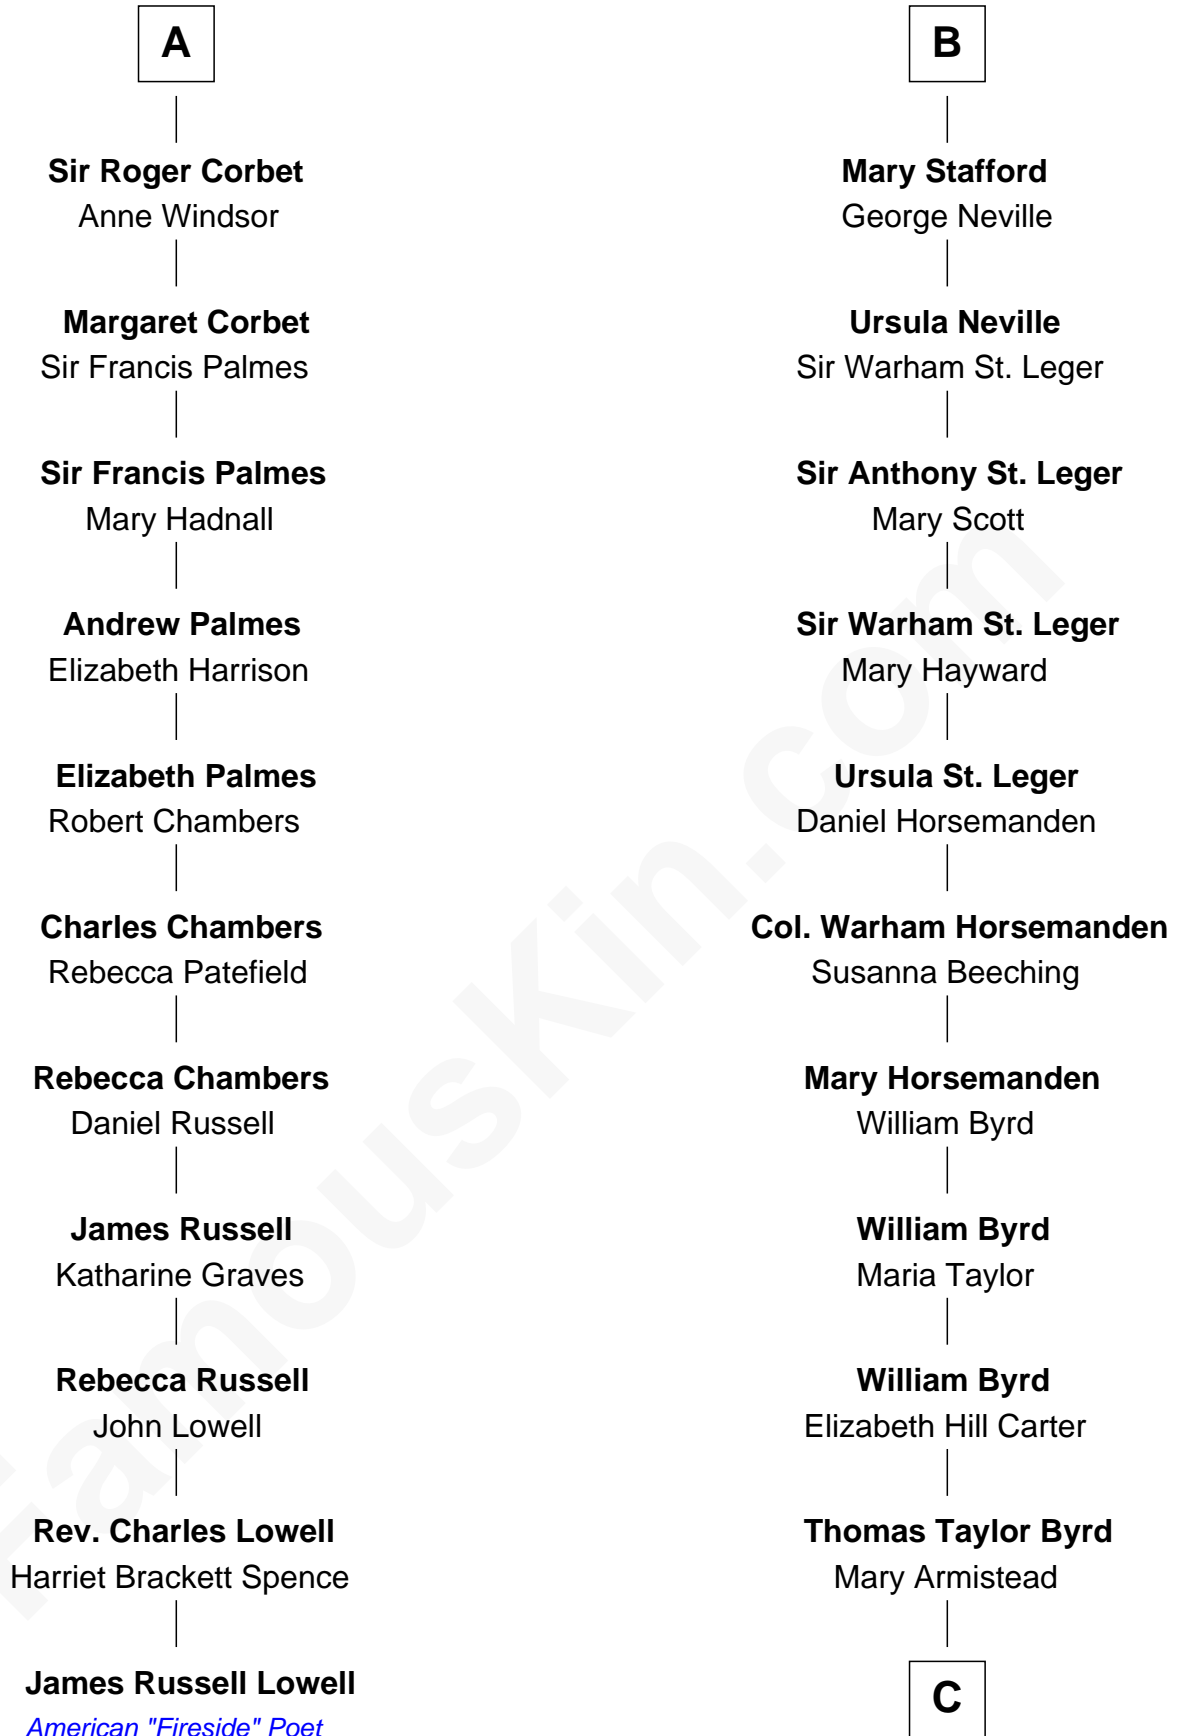 A
Sir Roger Corbet
Anne Windsor
Margaret Corbet
Sir Francis Palmes
Sir Francis Palmes
Mary Hadnall
Andrew Palmes
Elizabeth Harrison
Elizabeth Palmes
Robert Chambers
Charles Chambers
Rebecca Patefield
Rebecca Chambers
Daniel Russell
James Russell
Katharine Graves
Rebecca Russell
John Lowell
Rev. Charles Lowell
Harriet Brackett Spence
James Russell Lowell
American "Fireside" Poet
B
Mary Stafford
George Neville
Ursula Neville
Sir Warham St. Leger
Sir Anthony St. Leger
Mary Scott
Sir Warham St. Leger
Mary Hayward
Ursula St. Leger
Daniel Horsemanden
Col. Warham Horsemanden
Susanna Beeching
Mary Horsemanden
William Byrd
William Byrd
Maria Taylor
William Byrd
Elizabeth Hill Carter
Thomas Taylor Byrd
Mary Armistead
C
FamousKin.com